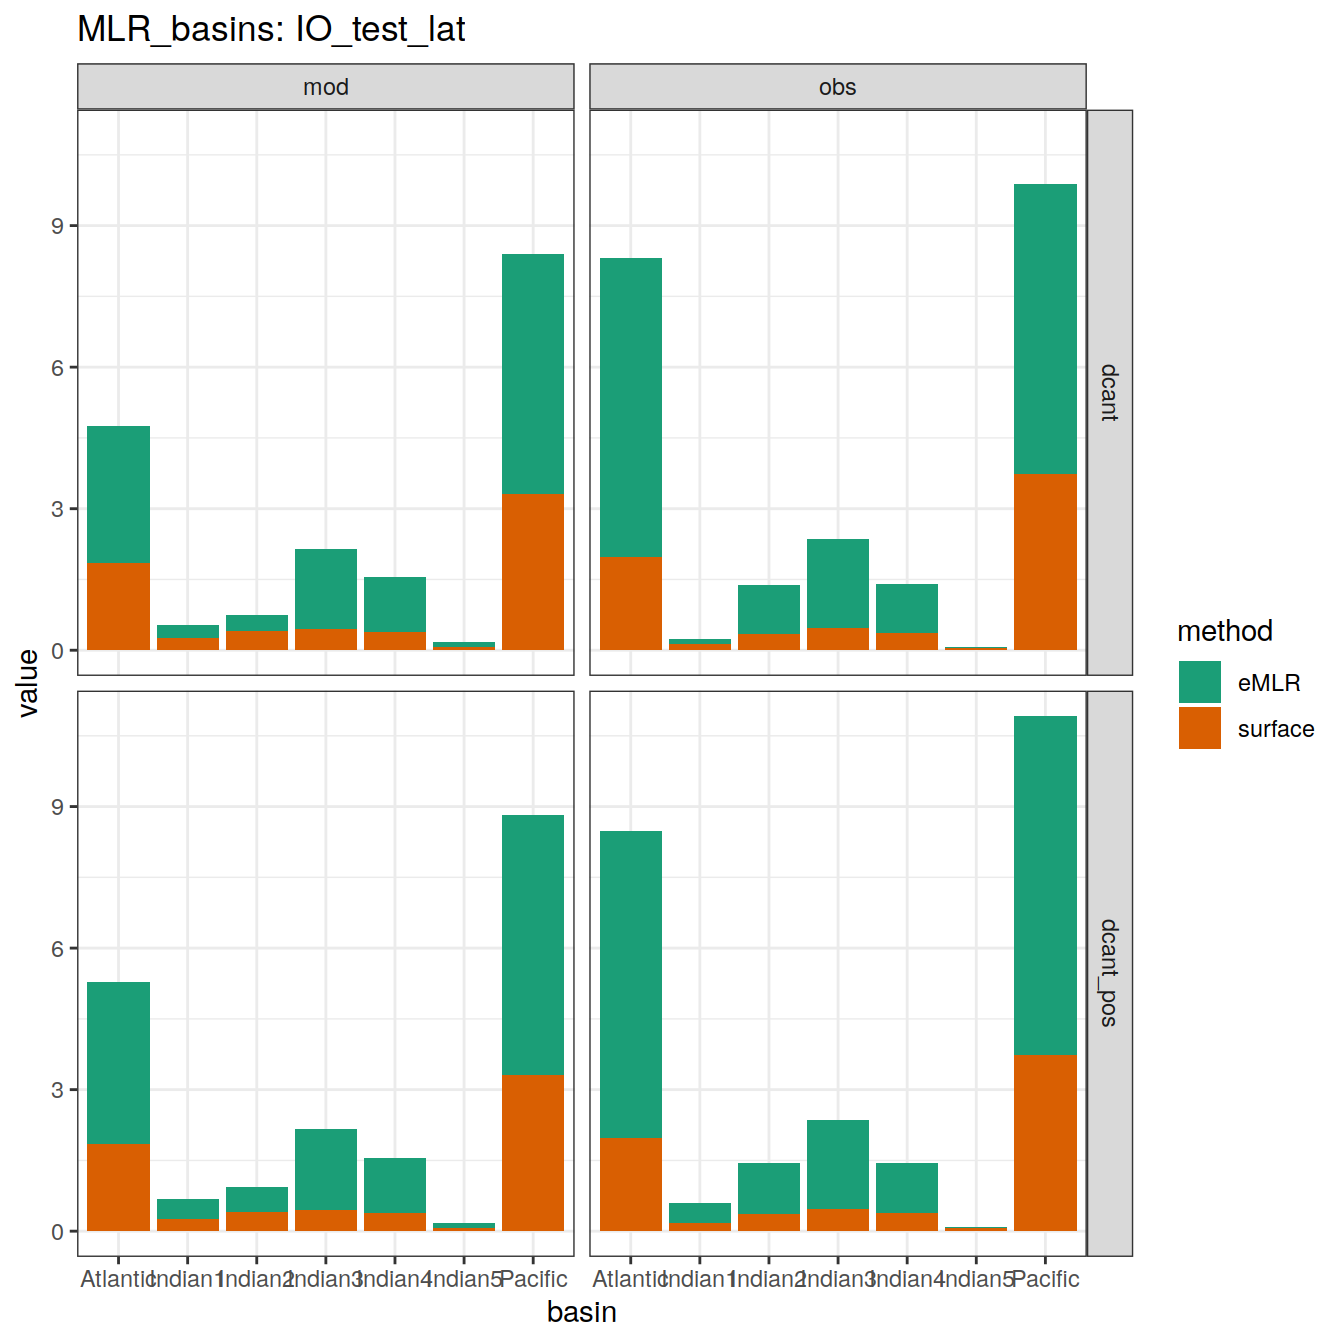 MLR_basins: IO_test_lat
mod
obs
9
6
3
0
dcant
9
6
3
0
dcant_pos
value
Atlantic Indian1 Indian2 Indian3 Indian4 Indian5 Pacific
Atlantic Indian1 Indian2 Indian3 Indian4 Indian5 Pacific
basin
method
eMLR
surface